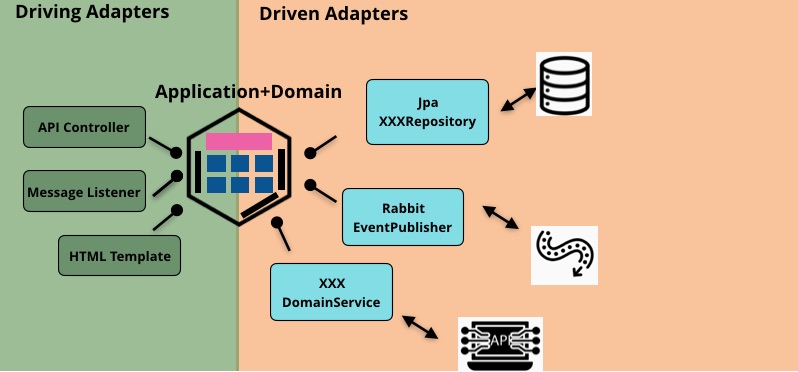 Driving Adapters
Driven Adapters
Application+Domain
API Controller
Message Listener
HTML Template
Jpa
XXXRepository
Rabbit
EventPublisher
XXX
DomainService
API